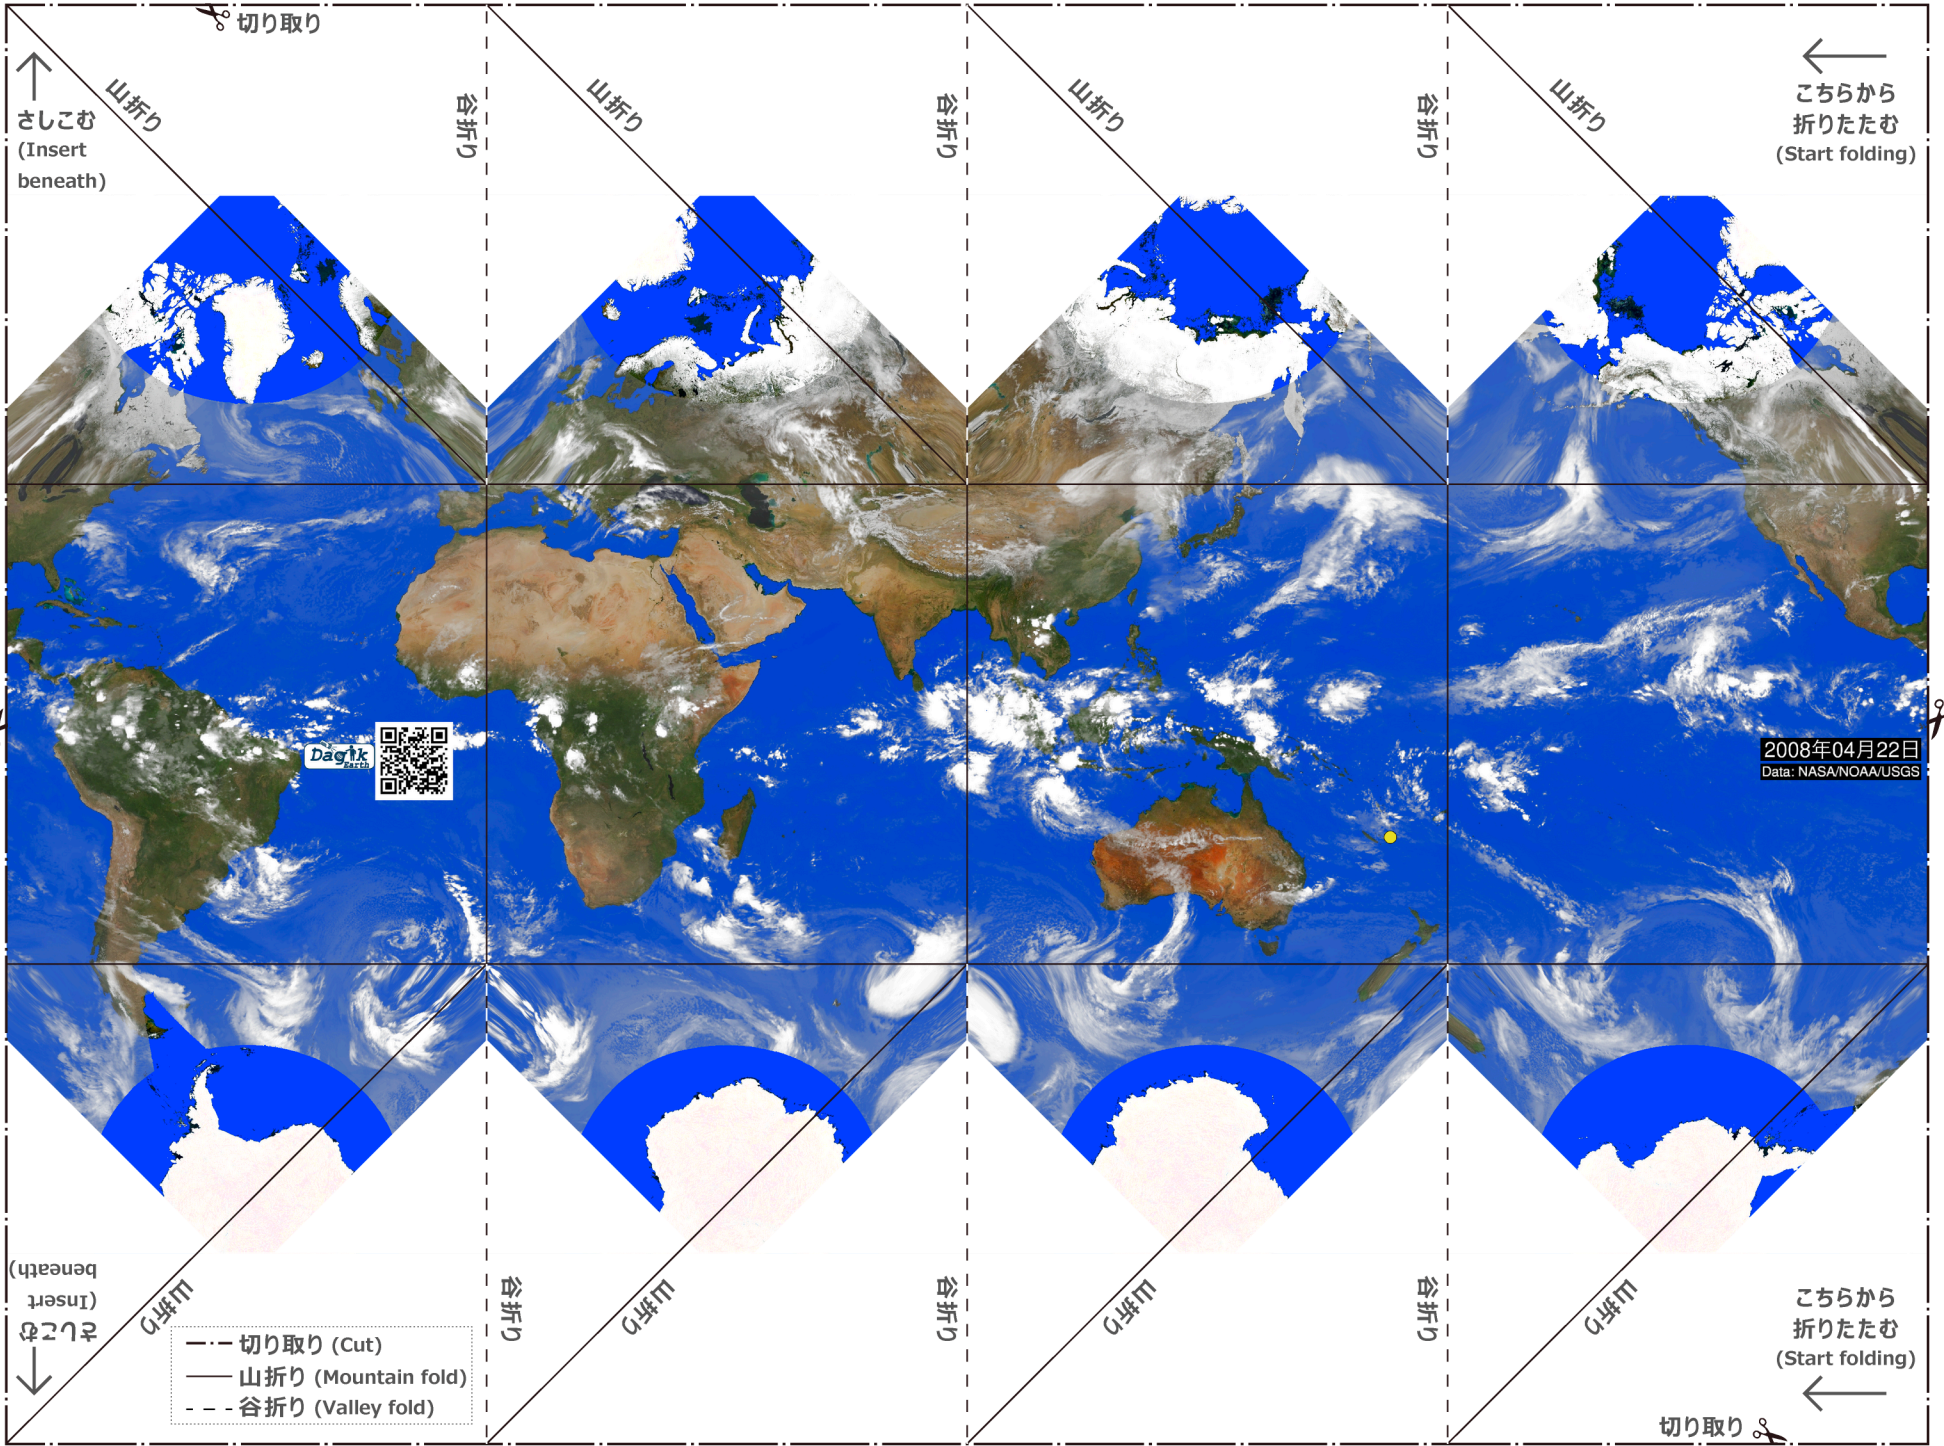 切り取り
さしこむ
(Insert
beneath)
山折り
谷折り
山折り
谷折り
山折り
谷折り
山折り
こちらから
折りたたむ
(Start folding)
Dagik
Earth
2008年04月22日
Data: NASA/NOAA/USGS
さしこむ
(Insert
beneath)
山折り
谷折り
山折り
谷折り
山折り
谷折り
山折り
こちらから
折りたたむ
(Start folding)
切り取り (Cut)
山折り (Mountain fold)
谷折り (Valley fold)
切り取り